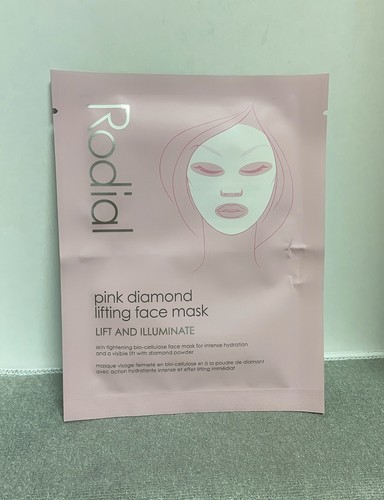 Rodial
pink diamond
lifting face mask
LIFT AND ILLUMINATE
skin tightening bio-cellulose face mask for intense hydration
and a visible lift with diamond powder
masque visage fermeté en bio-cellulose et à la poudre de diamant
avec action hydratante intense et effet lifting immédiat